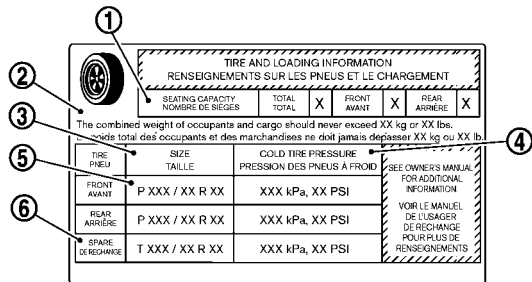 ①
TIRE AND LOADING INFORMATION
RENSEIGNEMENTS SUR LES PNEUS ET LE CHARGEMENT
②
SEATING CAPACITY
NOMBRE DE SIÈGES
TOTAL
TOTAL
X
FRONT
AVANT
X
REAR
ARRIÈRE
X
③
The combined weight of occupants and cargo should never exceed XX kg or XX lbs.
poids total des occupants et des marchandises ne doit jamais dépasser XX kg ou XX lb.
④
TIRE
PNEU
SIZE
TAILLE
COLD TIRE PRESSURE
PRESSION DES PNEUS À FROID
SEE OWNER'S MANUAL
FOR ADDITIONAL
INFORMATION.
VOIR LE MANUEL
DE L'USAGER
DE RECHANGE
POUR PLUS DE
RENSEIGNEMENTS
⑤
FRONT
AVANT
P XXX / XX R XX
XXX kPa, XX PSI
REAR
ARRIÈRE
P XXX / XX R XX
XXX kPa, XX PSI
⑥
SPARE
DE RECHANGE
T XXX / XX R XX
XXX kPa, XX PSI